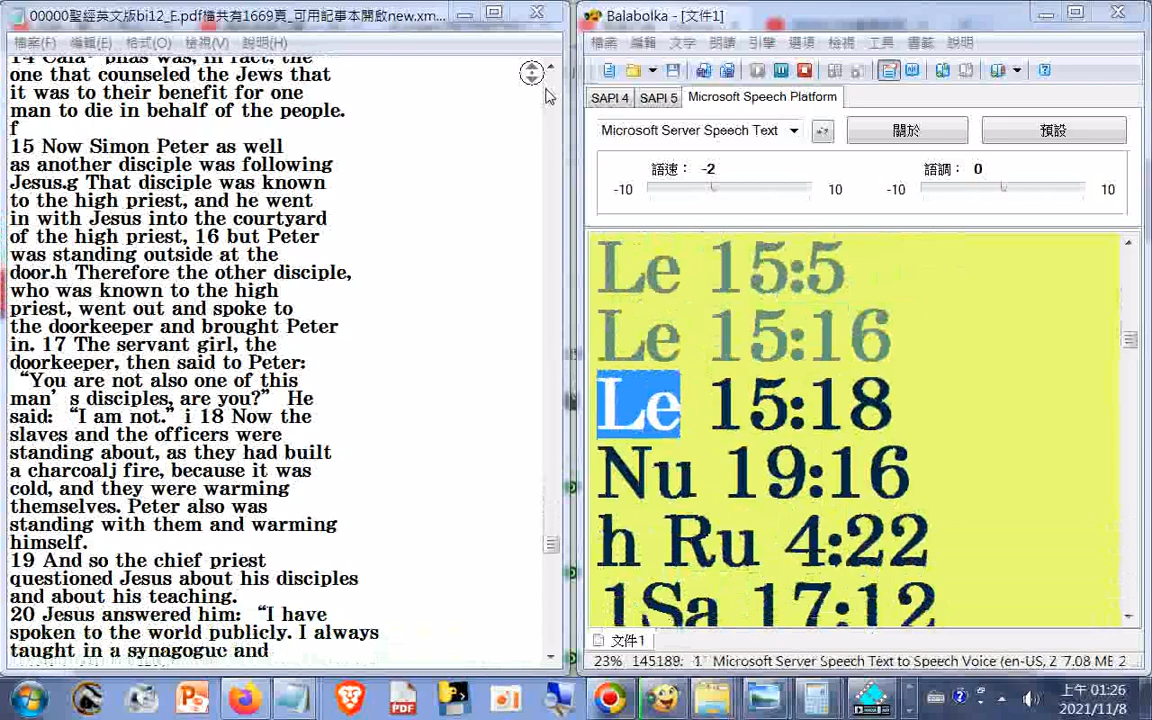 00000聖經英文版bi12_E.pdf檔共有1669頁_可用記事本開啟new.xm...
檔案(F) 編輯(E) 格式(O) 檢視(V) 說明(H)
14 Caia· phas was, in fact, the
one that counseled the Jews that
it was to their benefit for one
man to die in behalf of the people.
f
15 Now Simon Peter as well
as another disciple was following
Jesus.g That disciple was known
to the high priest, and he went
in with Jesus into the courtyard
of the high priest, 16 but Peter
was standing outside at the
door.h Therefore the other disciple,
who was known to the high
priest, went out and spoke to
the doorkeeper and brought Peter
in. 17 The servant girl, the
doorkeeper, then said to Peter:
“You are not also one of this
man’s disciples, are you?” He
said: “I am not.” i 18 Now the
slaves and the officers were
standing about, as they had built
a charcoalj fire, because it was
cold, and they were warming
themselves. Peter also was
standing with them and warming
himself.
19 And so the chief priest
questioned Jesus about his disciples
and about his teaching.
20 Jesus answered him: “I have
spoken to the world publicly. I always
taught in a synagogue and
Balabolka - [文件1]
檔案 編輯 文字 朗讀 引擎 選項 檢視 工具 書籤 說明
SAPI 4 SAPI 5 Microsoft Speech Platform
Microsoft Server Speech Text 關於 預設
語速： -2 語調： 0
-10 10 -10 10
Le 15:5
Le 15:16
Le 15:18
Nu 19:16
h Ru 4:22
1Sa 17:12
文件1
23% 145189: 1 Microsoft Server Speech Text to Speech Voice (en-US, 2 7.08 MB 2
PDF
上午 01:26
2021/11/8